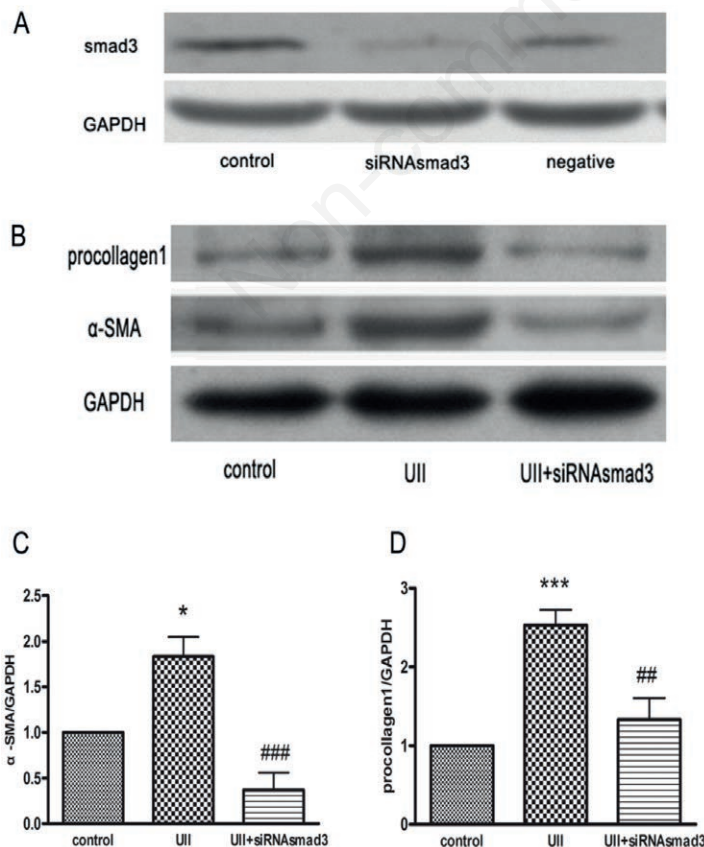 Non-comm
A
smad3
GAPDH
control siRNAsmad3 negative
B
procollagen1
α-SMA
GAPDH
control UII UII+siRNAsmad3
C
α -SMA/GAPDH
2.5
2.0
1.5
1.0
0.5
0.0
*
###
control UII UII+siRNAsmad3
D
procollagen1/GAPDH
3
2
1
0
***
##
control UII UII+siRNAsmad3